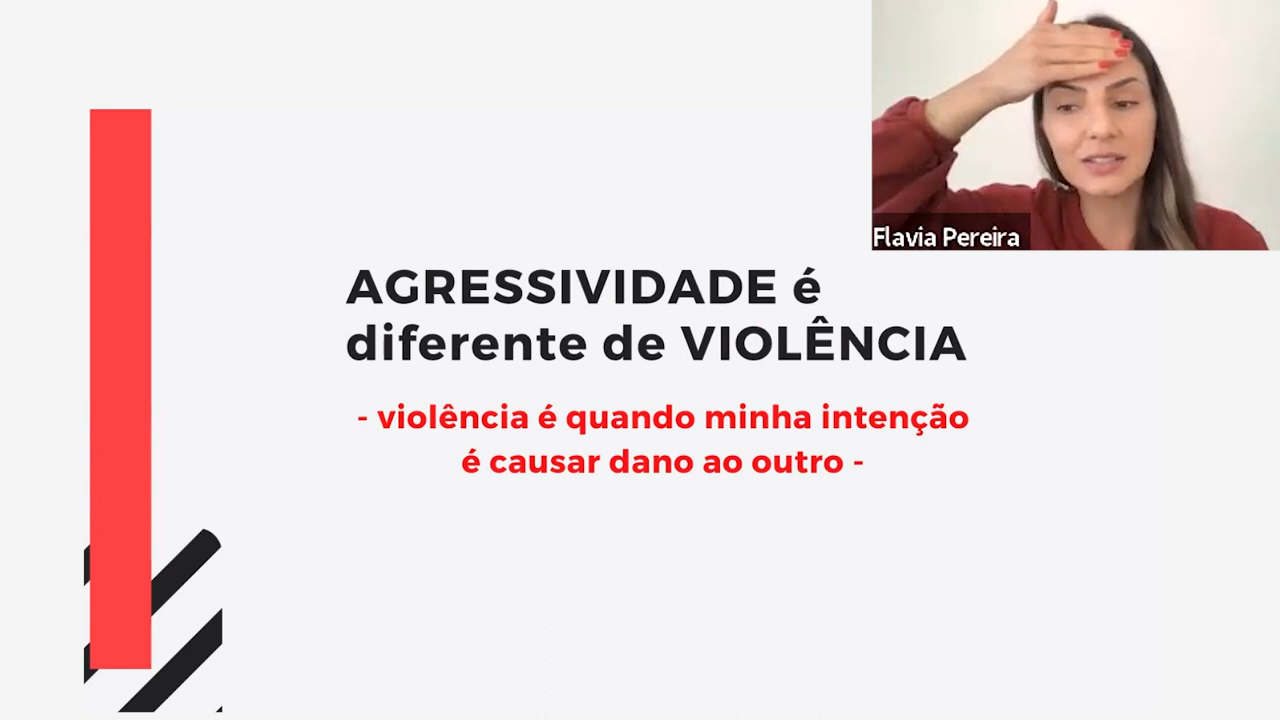 Flavia Pereira
AGRESSIVIDADE é
diferente de VIOLÊNCIA
- violência é quando minha intenção
é causar dano ao outro -